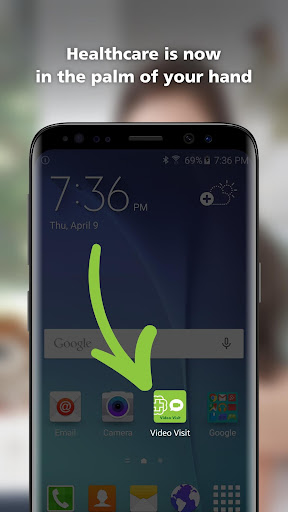 Healthcare is now
in the palm of your hand
69% 7:36 PM
7:36 PM
Thu, April 9
Google
Video Visit
Email
Camera
Video Visit
Google